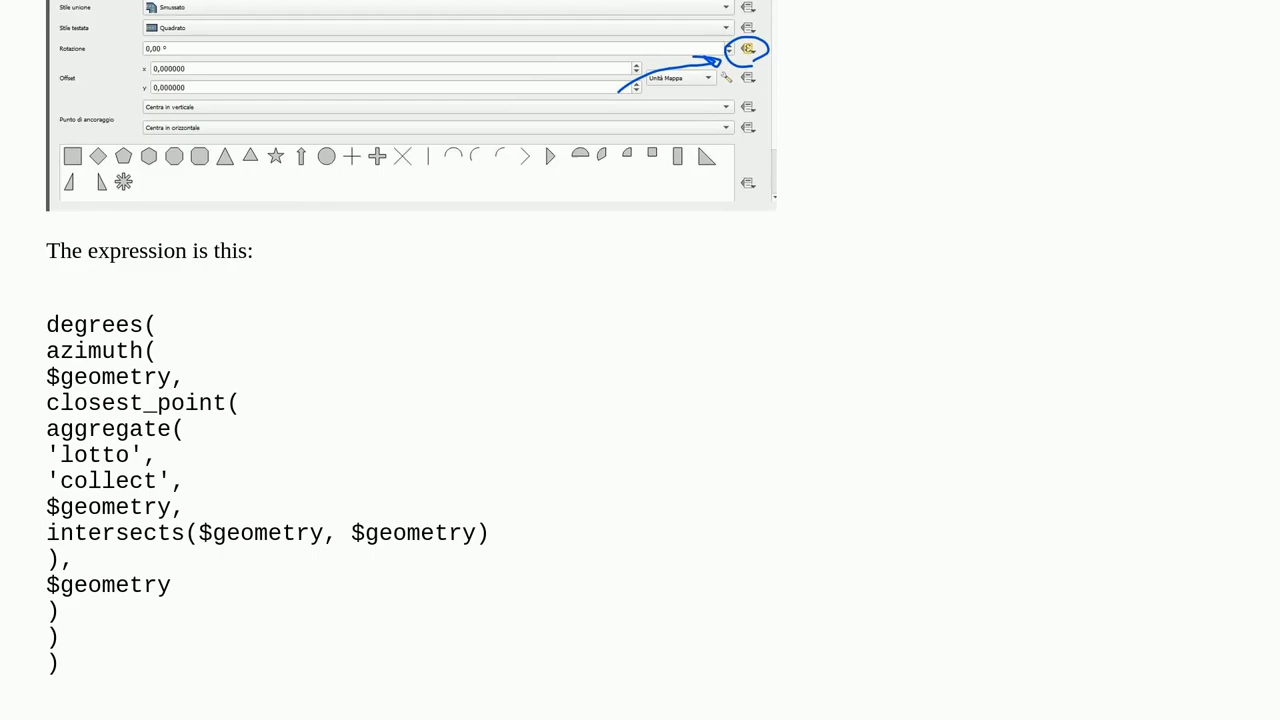 Stile unione
Smussato
Stile testata
Quadrato
Rotazione
0,00 °
Offset
x
0,000000
y
0,000000
Unità Mappa
Punto di ancoraggio
Centra in verticale
Centra in orizzontale
The expression is this:
degrees(
azimuth(
$geometry,
closest_point(
aggregate(
'lotto',
'collect',
$geometry,
intersects($geometry, $geometry)
),
$geometry
)
)
)